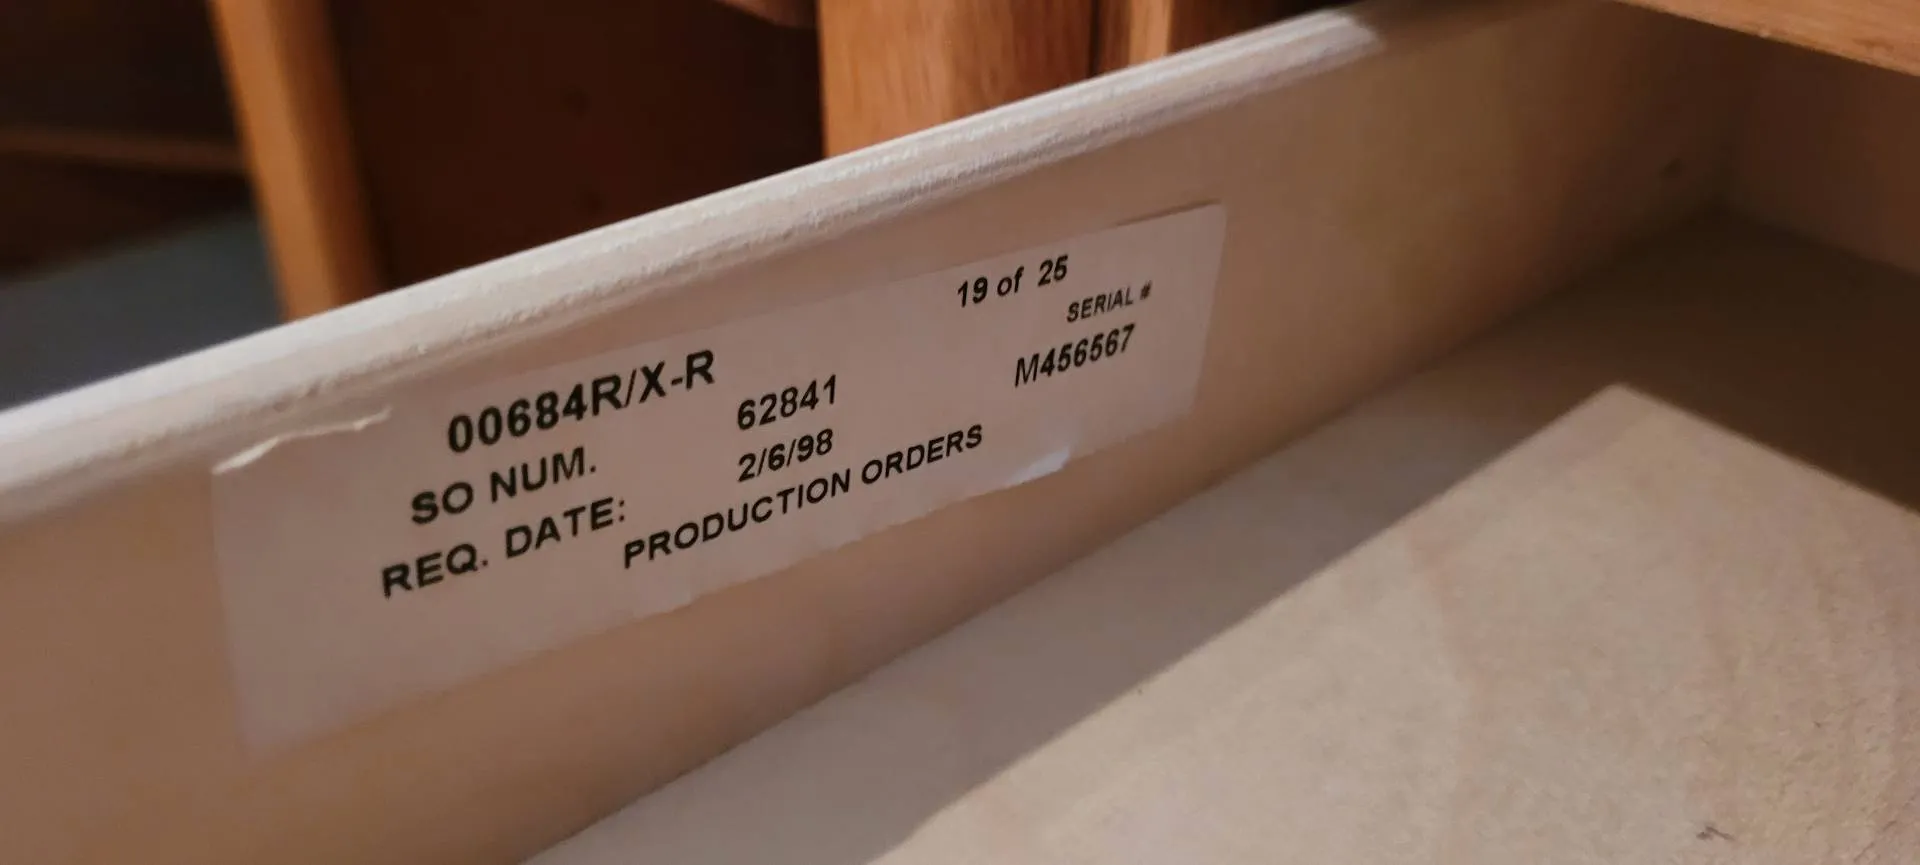 19 of 25
00684R/X-R
SERIAL #
SO NUM. 62841 M456567
REQ. DATE: 2/6/98
PRODUCTION ORDERS